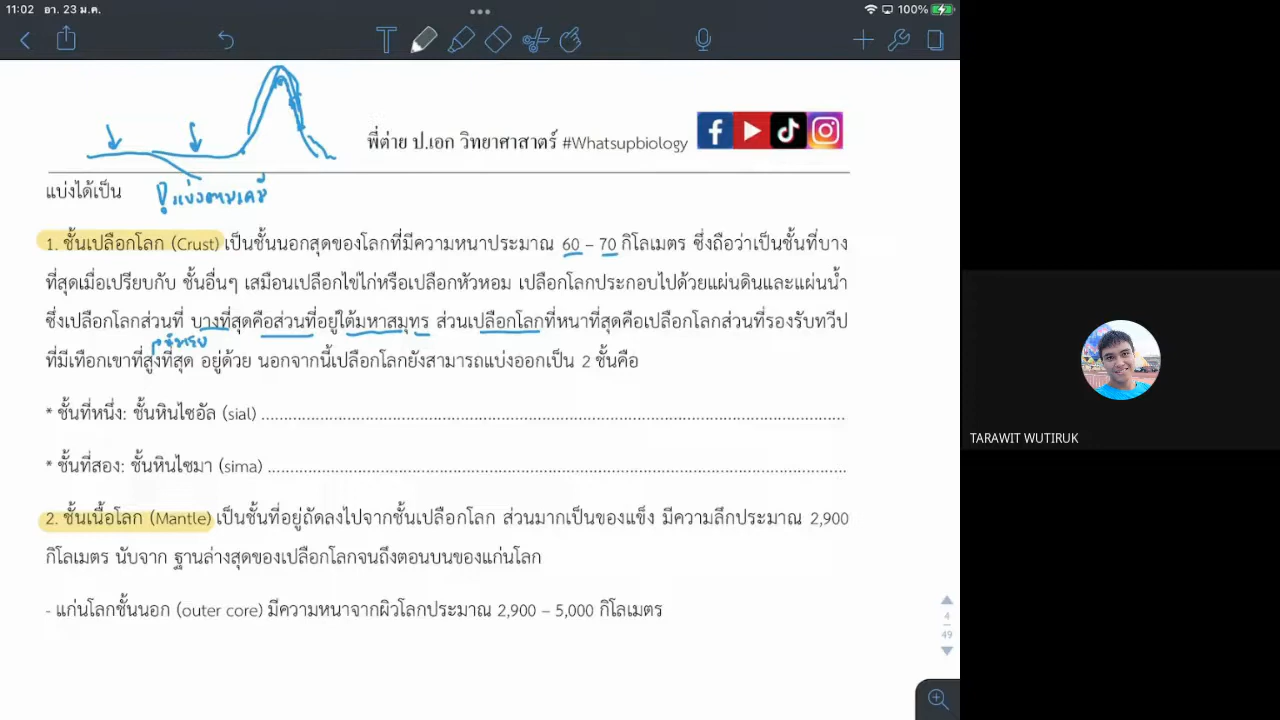 11:02 อา. 23 ม.ค.
100%
พี่ต่าย ป.เอก วิทยาศาสตร์ #Whatsupbiology
แบ่งได้เป็น
1. ชั้นเปลือกโลก (Crust) เป็นชั้นนอกสุดของโลกที่มีความหนาประมาณ 60 – 70 กิโลเมตร ซึ่งถือว่าเป็นชั้นที่บาง
ที่สุดเมื่อเปรียบกับ ชั้นอื่นๆ เสมือนเปลือกไข่ไก่หรือเปลือกหัวหอม เปลือกโลกประกอบไปด้วยแผ่นดินและแผ่นน้ำ
ซึ่งเปลือกโลกส่วนที่ บางที่สุดคือส่วนที่อยู่ใต้มหาสมุทร ส่วนเปลือกโลกที่หนาที่สุดคือเปลือกโลกส่วนที่รองรับทวีป
ที่มีเทือกเขาที่สูงที่สุด อยู่ด้วย นอกจากนี้เปลือกโลกยังสามารถแบ่งออกเป็น 2 ชั้นคือ
* ชั้นที่หนึ่ง: ชั้นหินไซอัล (sial)
* ชั้นที่สอง: ชั้นหินไซมา (sima)
2. ชั้นเนื้อโลก (Mantle) เป็นชั้นที่อยู่ถัดลงไปจากชั้นเปลือกโลก ส่วนมากเป็นของแข็ง มีความลึกประมาณ 2,900
กิโลเมตร นับจาก ฐานล่างสุดของเปลือกโลกจนถึงตอนบนของแก่นโลก
- แก่นโลกชั้นนอก (outer core) มีความหนาจากผิวโลกประมาณ 2,900 – 5,000 กิโลเมตร
4
49
TARAWIT WUTIRUK